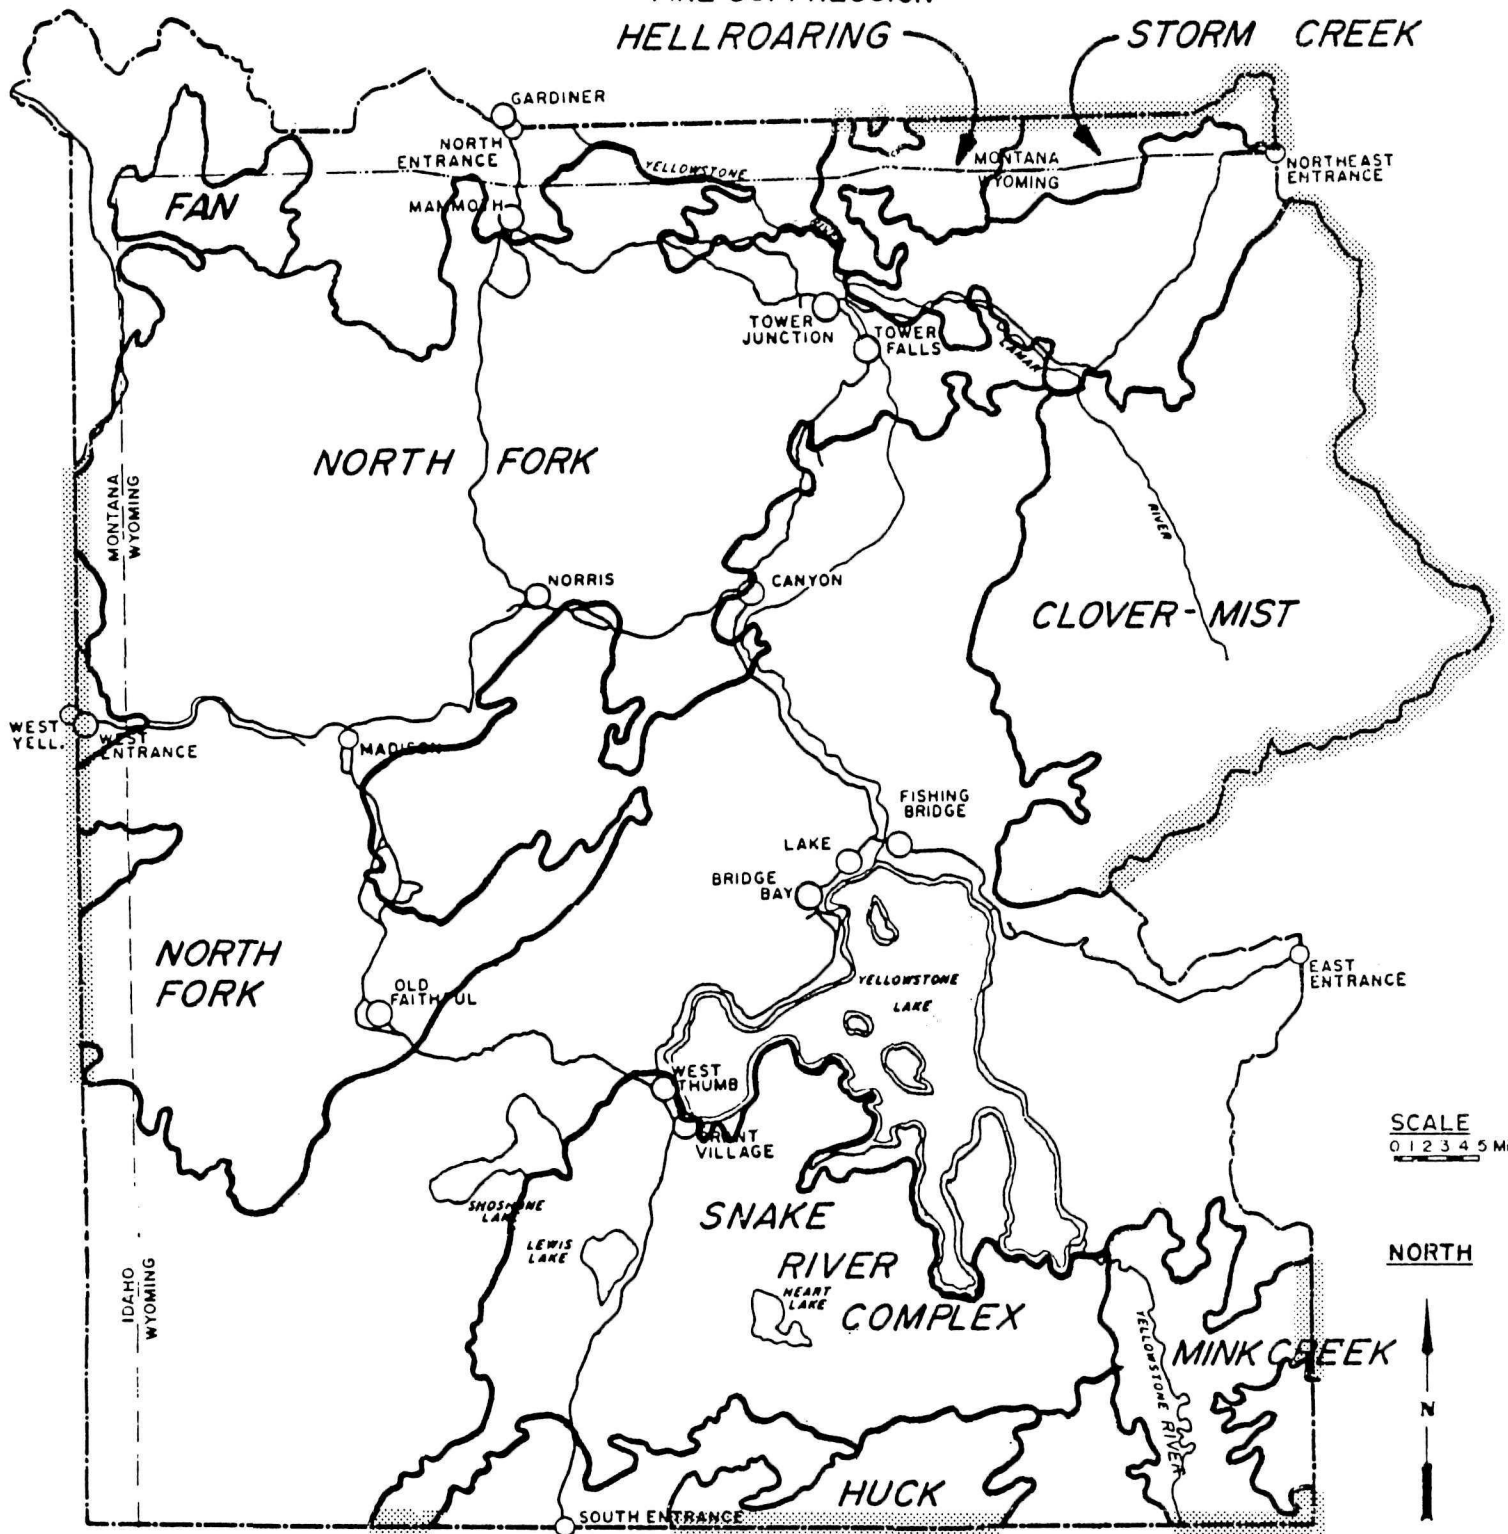 HELLROARING
STORM CREEK
GARDINER
NORTH
ENTRANCE
YELLOWSTONE
MONTANA
WYOMING
NORTHEAST
ENTRANCE
FAN
MAMMOTH
TOWER
JUNCTION
TOWER
FALLS
LAMAR
NORTH FORK
MONTANA
WYOMING
RIVER
NORRIS
CANYON
CLOVER-MIST
WEST
YELL.
WEST
ENTRANCE
MADISON
FISHING
BRIDGE
LAKE
BRIDGE
BAY
NORTH
FORK
OLD
FAITHFUL
YELLOWSTONE
LAKE
EAST
ENTRANCE
WEST
THUMB
GRANT
VILLAGE
SCALE
0 1 2 3 4 5 M
SHOSHONE
LAKE
SNAKE
RIVER
COMPLEX
LEWIS
LAKE
HEART
LAKE
NORTH
IDAHO
WYOMING
YELLOWSTONE RIVER
MINK CREEK
N
HUCK
SOUTH ENTRANCE